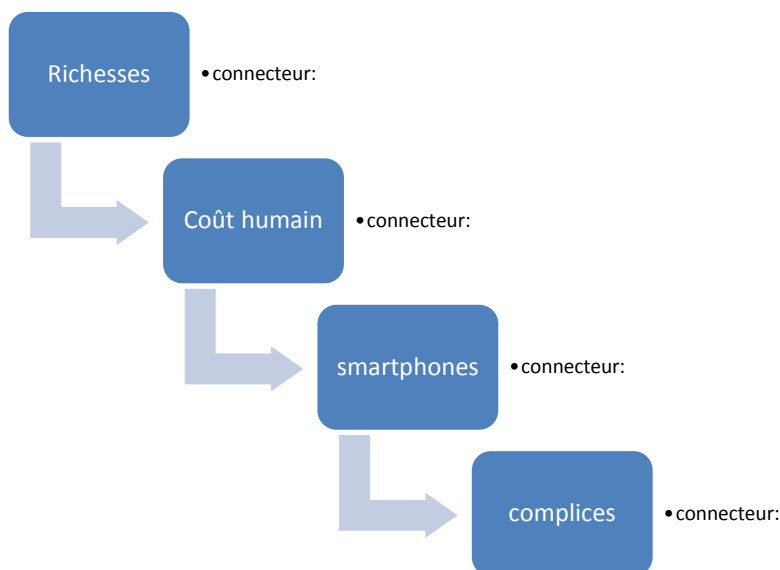 Richesses
•connecteur:
Coût humain
•connecteur:
smartphones
•connecteur:
complices
•connecteur: